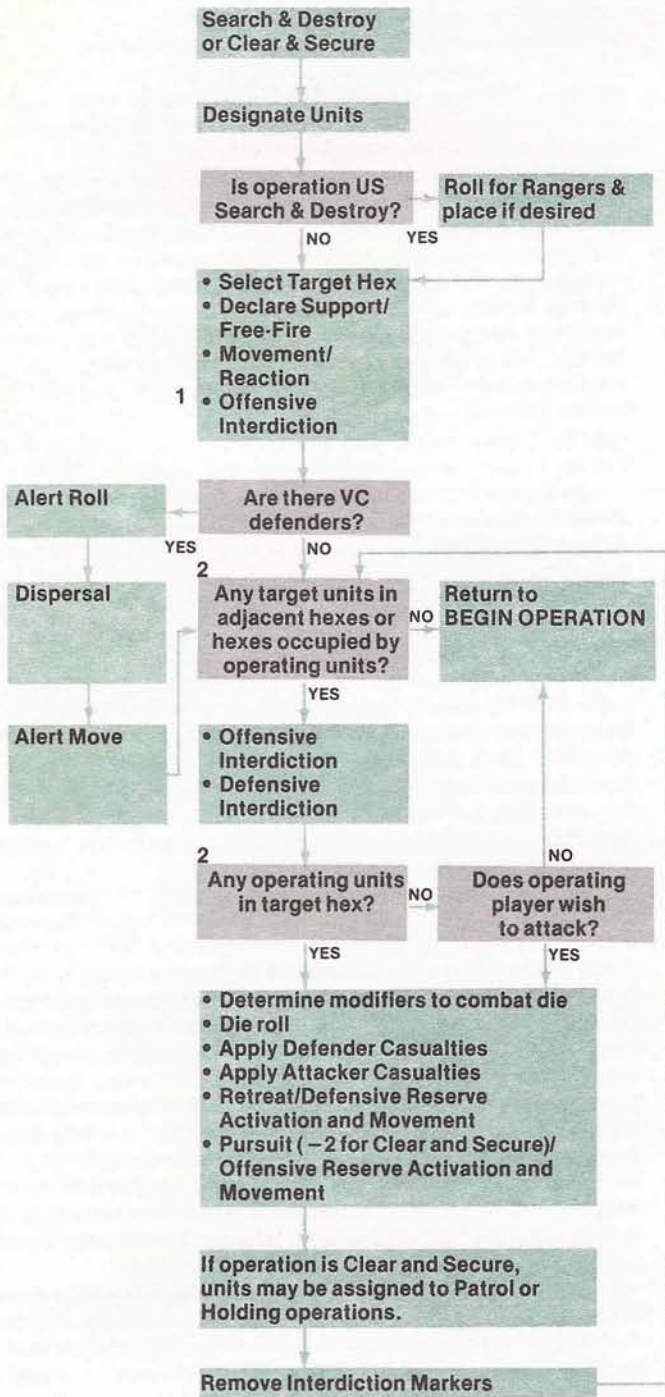 Search & Destroy
or Clear & Secure
Designate Units
Is operation US
Search & Destroy?
Roll for Rangers &
place if desired
NO
YES
• Select Target Hex
• Declare Support/
Free-Fire
• Movement/
Reaction
1
• Offensive
Interdiction
Alert Roll
Are there VC
defenders?
YES
NO
2
Dispersal
Any target units in
adjacent hexes or
hexes occupied by
operating units?
NO
Return to
BEGIN OPERATION
YES
Alert Move
• Offensive
Interdiction
• Defensive
Interdiction
2
Any operating units
in target hex?
NO
NO
Does operating
player wish
to attack?
YES
YES
• Determine modifiers to combat die
• Die roll
• Apply Defender Casualties
• Apply Attacker Casualties
• Retreat/Defensive Reserve
Activation and Movement
• Pursuit (−2 for Clear and Secure)/
Offensive Reserve Activation and
Movement
If operation is Clear and Secure,
units may be assigned to Patrol or
Holding operations.
Remove Interdiction Markers